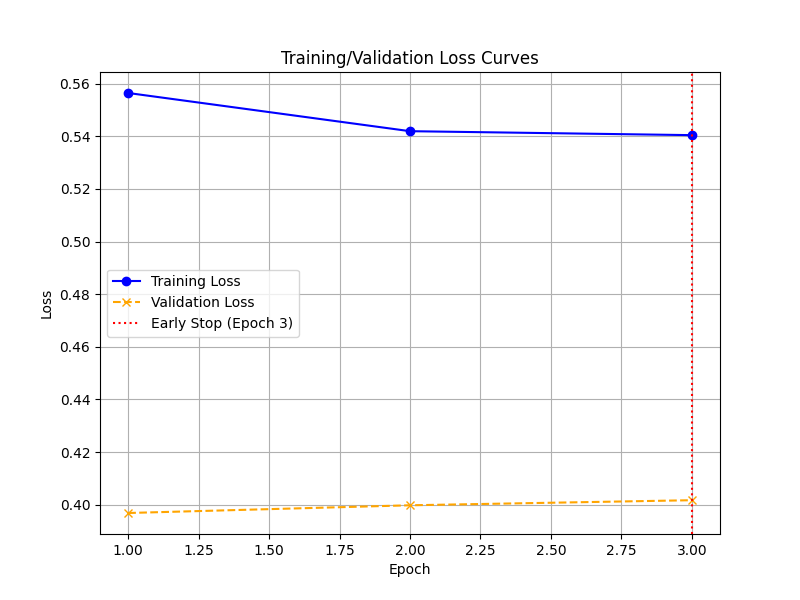 Training/Validation Loss Curves
0.56
0.54
0.52
0.50
0.48
0.46
0.44
0.42
0.40
Loss
Training Loss
Validation Loss
Early Stop (Epoch 3)
1.00 1.25 1.50 1.75 2.00 2.25 2.50 2.75 3.00
Epoch